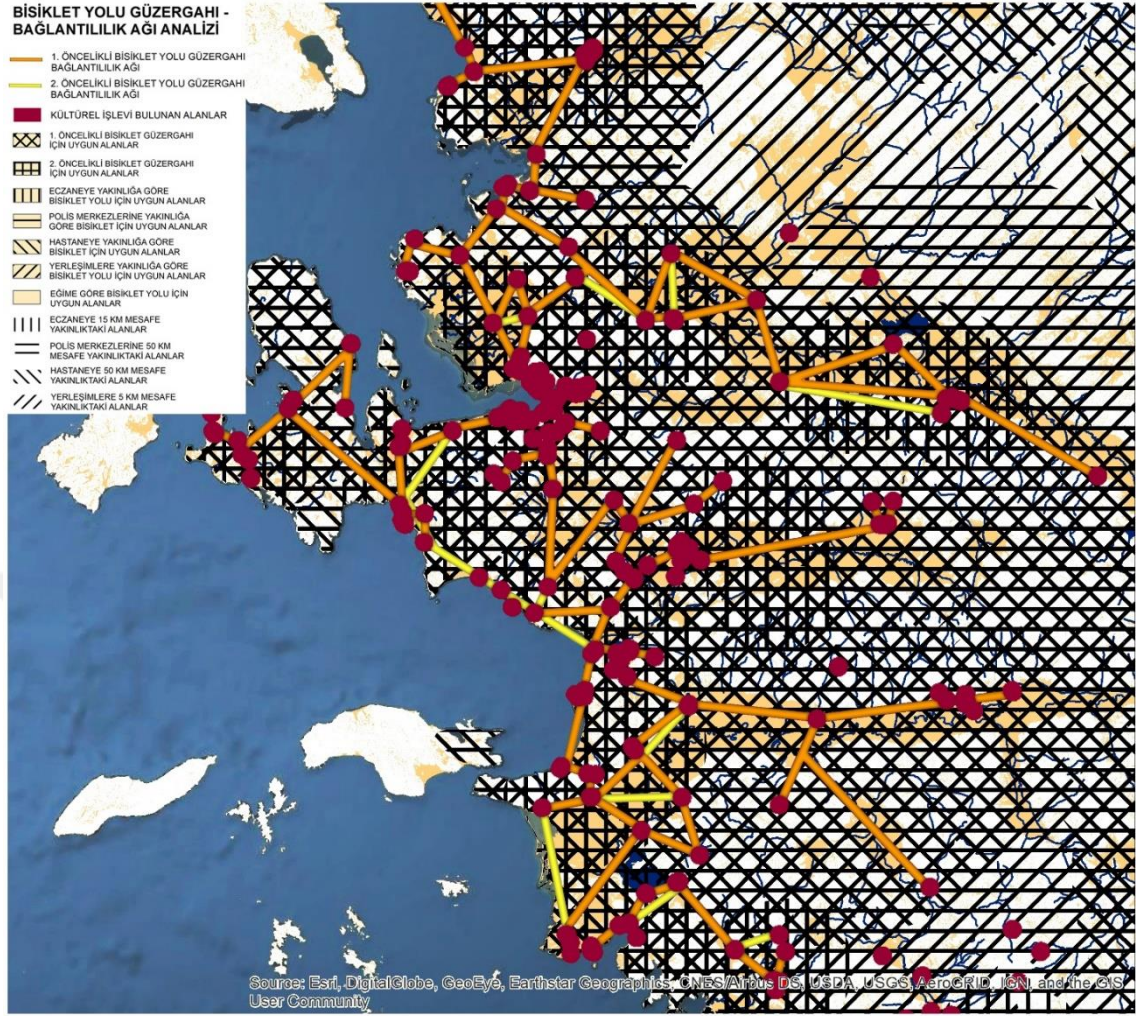 BİSİKLET YOLU GÜZERGAHI -
BAĞLANTILILIK AĞI ANALİZİ
1. ÖNCELİKLİ BİSİKLET YOLU GÜZERGAHI
BAĞLANTILILIK AĞI
2. ÖNCELİKLİ BİSİKLET YOLU GÜZERGAHI
BAĞLANTILILIK AĞI
KÜLTÜREL İŞLEVİ BULUNAN ALANLAR
1. ÖNCELİKLİ BİSİKLET GÜZERGAHI
İÇİN UYGUN ALANLAR
2. ÖNCELİKLİ BİSİKLET GÜZERGAHI
İÇİN UYGUN ALANLAR
ECZANEYE YAKINLIĞA GÖRE
BİSİKLET YOLU İÇİN UYGUN ALANLAR
POLİS MERKEZLERİNE YAKINLIĞA
GÖRE BİSİKLET İÇİN UYGUN ALANLAR
HASTANEYE YAKINLIĞA GÖRE
BİSİKLET İÇİN UYGUN ALANLAR
YERLEŞİMLERE YAKINLIĞA GÖRE
BİSİKLET YOLU İÇİN UYGUN ALANLAR
EĞİME GÖRE BİSİKLET YOLU İÇİN
UYGUN ALANLAR
ECZANEYE 15 KM MESAFE
YAKINLIKTAKİ ALANLAR
POLİS MERKEZLERİNE 50 KM
MESAFE YAKINLIKTAKİ ALANLAR
HASTANEYE 50 KM MESAFE
YAKINLIKTAKİ ALANLAR
YERLEŞİMLERE 5 KM MESAFE
YAKINLIKTAKİ ALANLAR
Source: Esri, DigitalGlobe, GeoEye, Earthstar Geographics, CNES/Airbus DS, USDA, USGS, AeroGRID, IGN, and the GIS
User Community